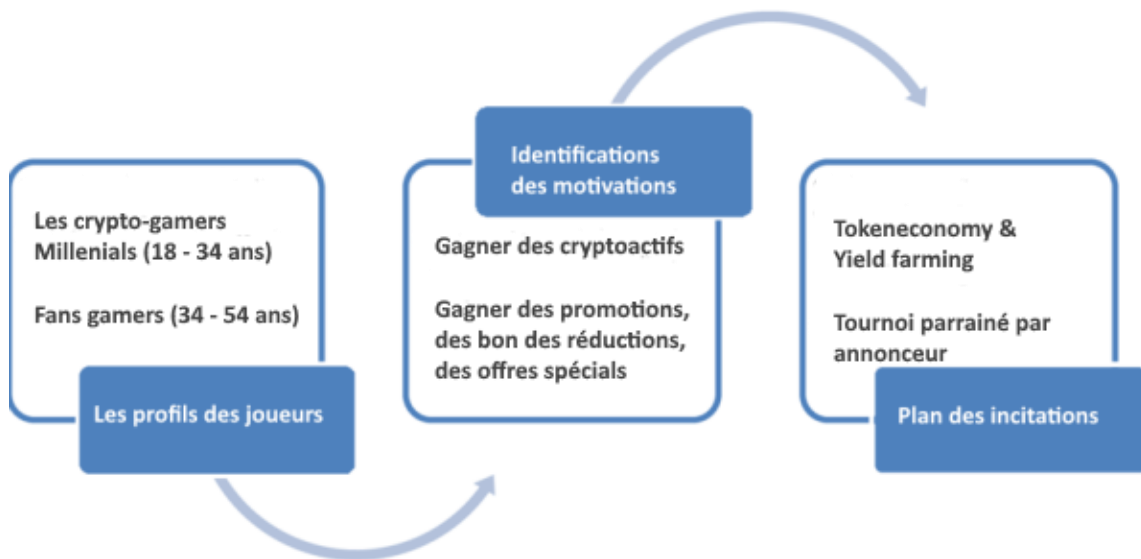 Les crypto-gamers
Millenials (18 - 34 ans)
Fans gamers (34 - 54 ans)
Les profils des joueurs
Identifications
des motivations
Gagner des cryptoactifs
Gagner des promotions,
des bon des réductions,
des offres spécials
Tokeneconomy &
Yield farming
Tournoi parrainé par
annonceur
Plan des incitations